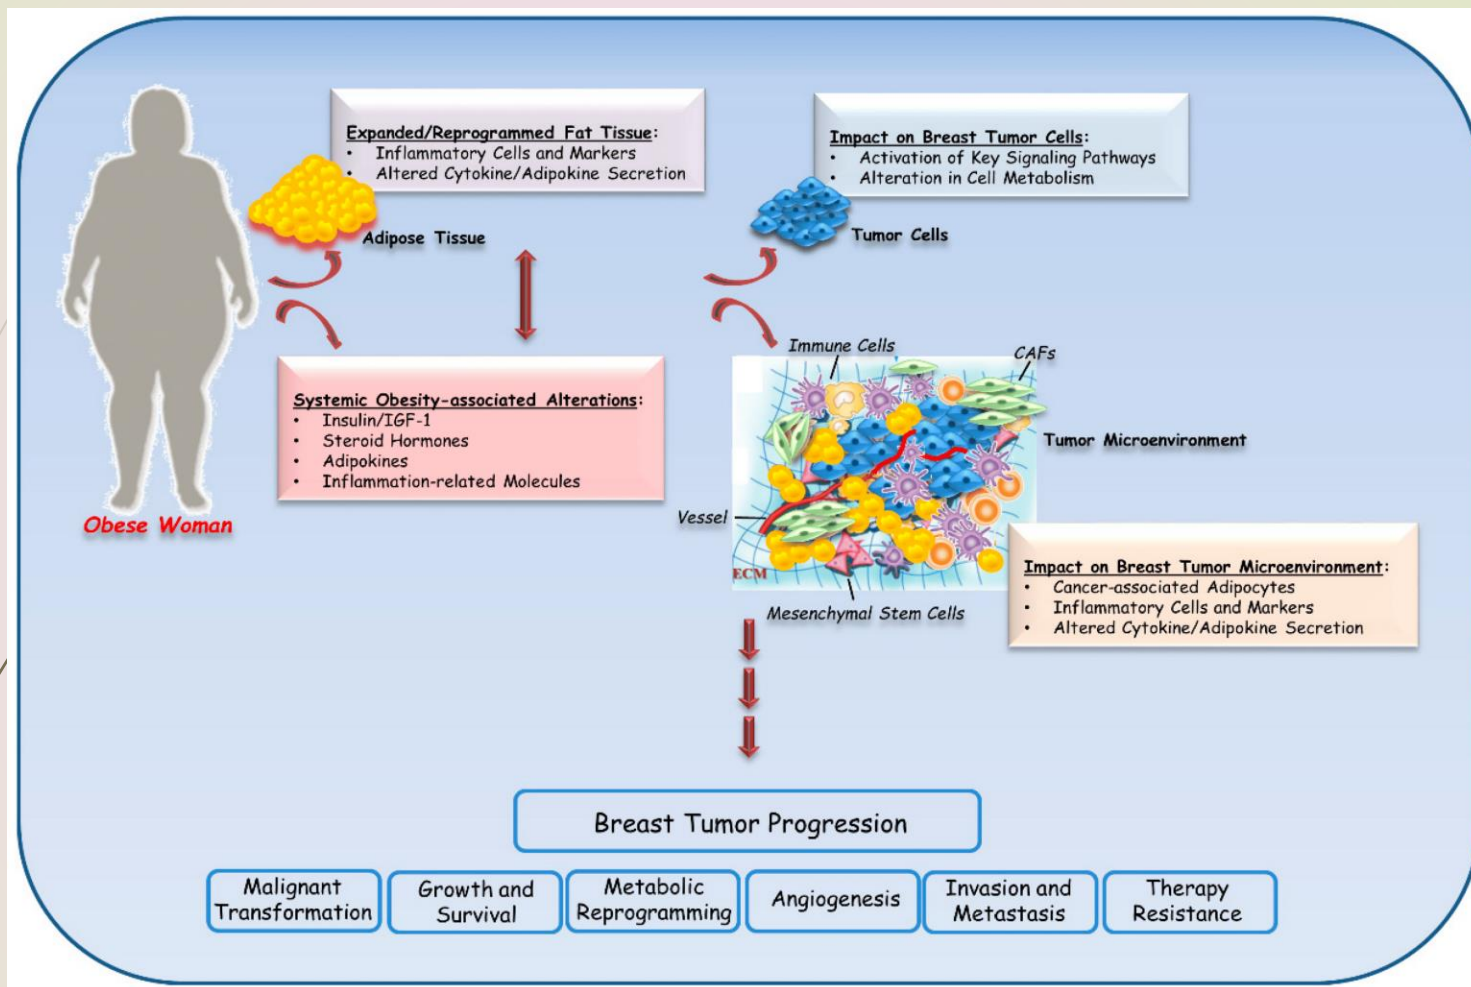 Expanded/Reprogrammed Fat Tissue:
• Inflammatory Cells and Markers
• Altered Cytokine/Adipokine Secretion
Adipose Tissue
Impact on Breast Tumor Cells:
• Activation of Key Signaling Pathways
• Alteration in Cell Metabolism
Tumor Cells
Systemic Obesity-associated Alterations:
• Insulin/IGF-1
• Steroid Hormones
• Adipokines
• Inflammation-related Molecules
Obese Woman
Immune Cells
CAFs
Tumor Microenvironment
Vessel
ECM
Mesenchymal Stem Cells
Impact on Breast Tumor Microenvironment:
• Cancer-associated Adipocytes
• Inflammatory Cells and Markers
• Altered Cytokine/Adipokine Secretion
Breast Tumor Progression
Malignant
Transformation
Growth and
Survival
Metabolic
Reprogramming
Angiogenesis
Invasion and
Metastasis
Therapy
Resistance